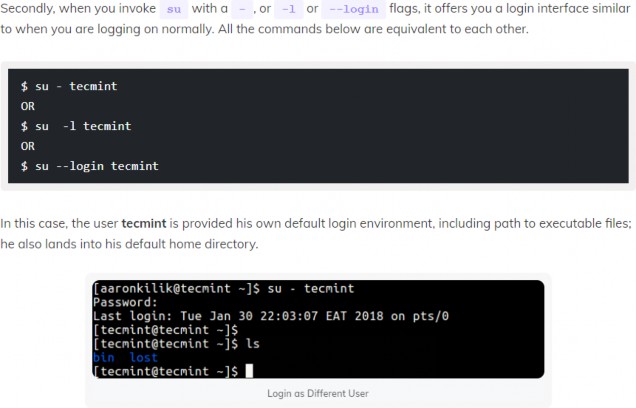 Secondly, when you invoke su with a - , or -l or --login flags, it offers you a login interface similar
to when you are logging on normally. All the commands below are equivalent to each other.
$ su - tecmint
OR
$ su  -l tecmint
OR
$ su --login tecmint
In this case, the user tecmint is provided his own default login environment, including path to executable files;
he also lands into his default home directory.
[aaronkilik@tecmint ~]$ su - tecmint
Password:
Last login: Tue Jan 30 22:03:07 EAT 2018 on pts/0
[tecmint@tecmint ~]$
[tecmint@tecmint ~]$ ls
bin  lost
[tecmint@tecmint ~]$
Login as Different User